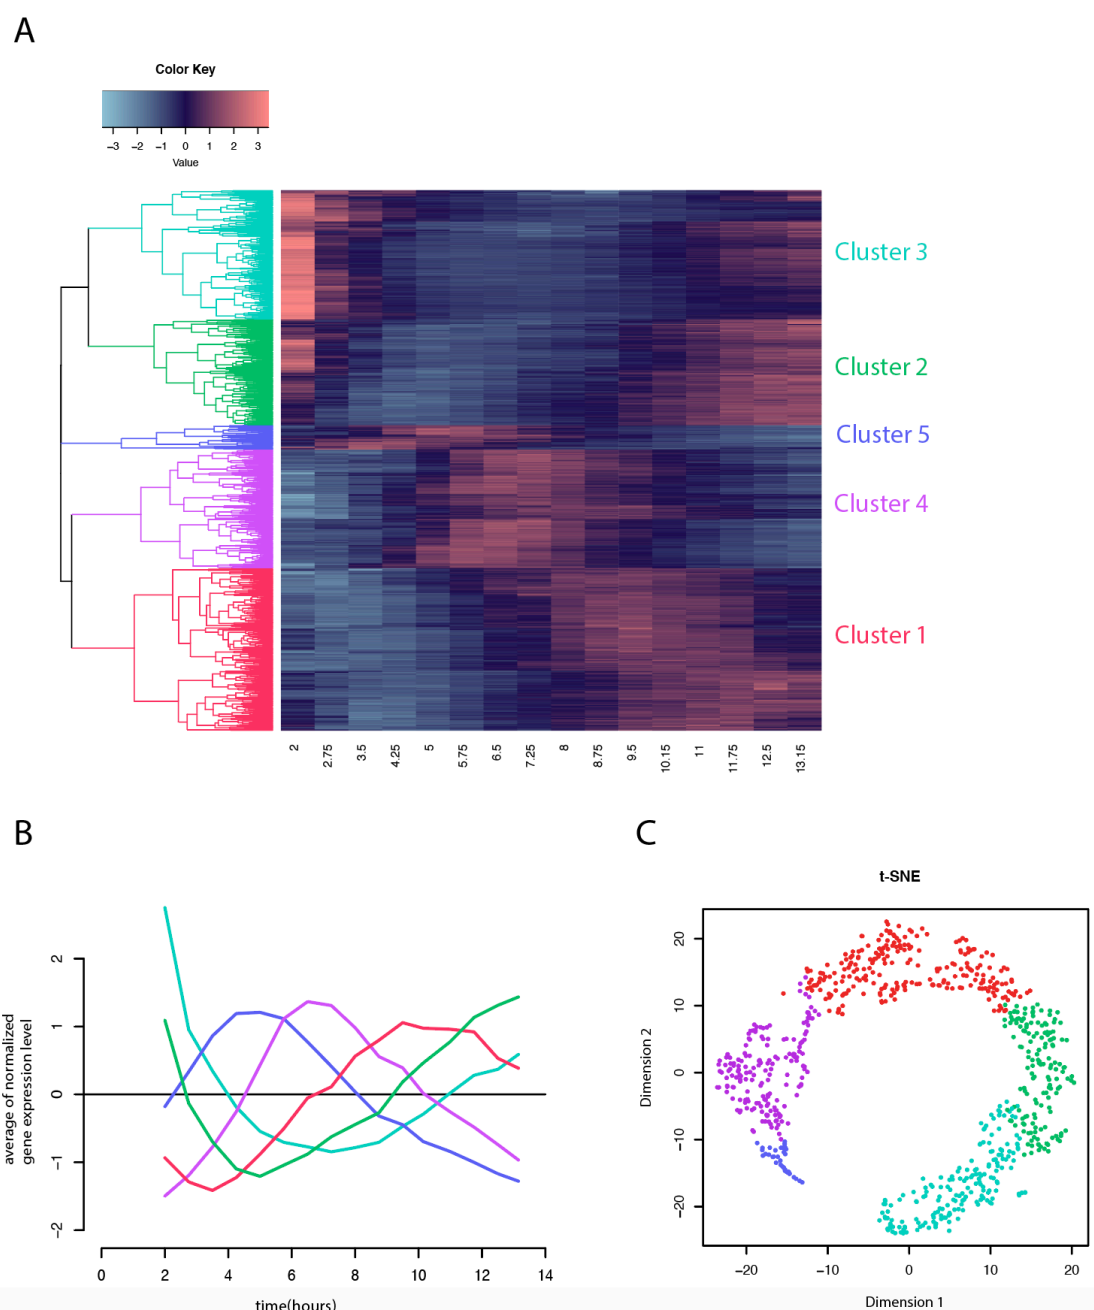 A
Color Key
−3 −2 −1 0 1 2 3
Value
Cluster 3
Cluster 2
Cluster 5
Cluster 4
Cluster 1
2 2.75 3.5 4.25 5 5.75 6.5 7.25 8 8.75 9.5 10.15 11 11.75 12.5 13.15
B
average of normalized
gene expression level
2
1
0
−1
−2
0 2 4 6 8 10 12 14
time(hours)
C
t-SNE
Dimension 2
20
10
0
−10
−20
−20 −10 0 10 20
Dimension 1